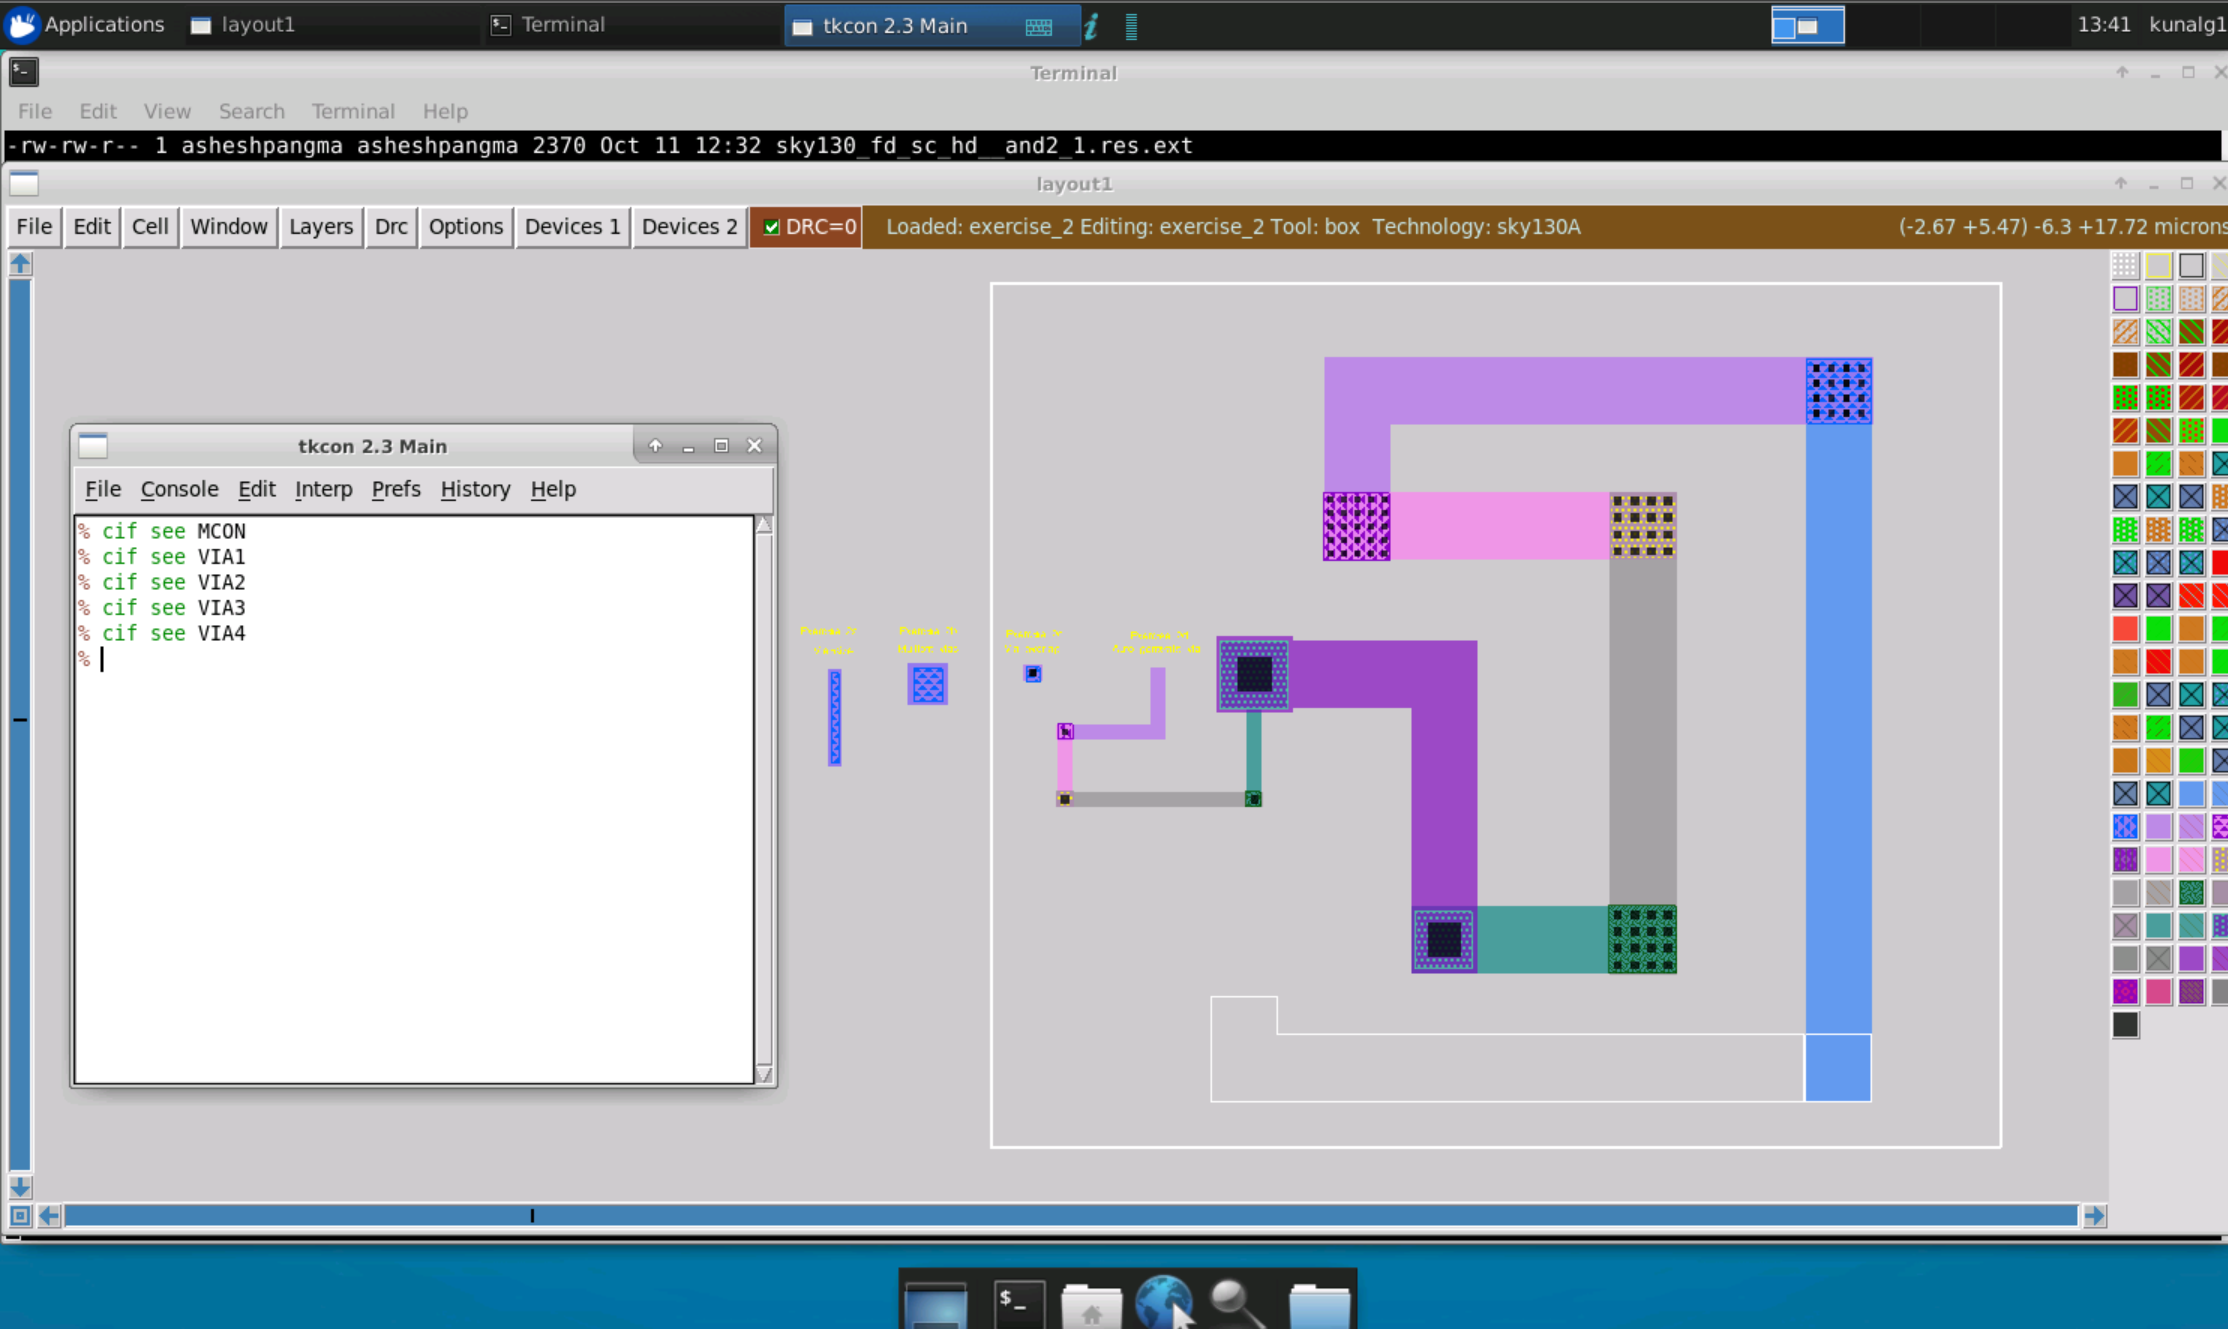 Applications layout1 Terminal tkcon 2.3 Main 13:41 kunalg1
Terminal
File Edit View Search Terminal Help
-rw-rw-r-- 1 asheshpangma asheshpangma 2370 Oct 11 12:32 sky130_fd_sc_hd__and2_1.res.ext
layout1
File Edit Cell Window Layers Drc Options Devices 1 Devices 2 DRC=0 Loaded: exercise_2 Editing: exercise_2 Tool: box Technology: sky130A (-2.67 +5.47) -6.3 +17.72 microns
tkcon 2.3 Main
File Console Edit Interp Prefs History Help
% cif see MCON
% cif see VIA1
% cif see VIA2
% cif see VIA3
% cif see VIA4
%
$_